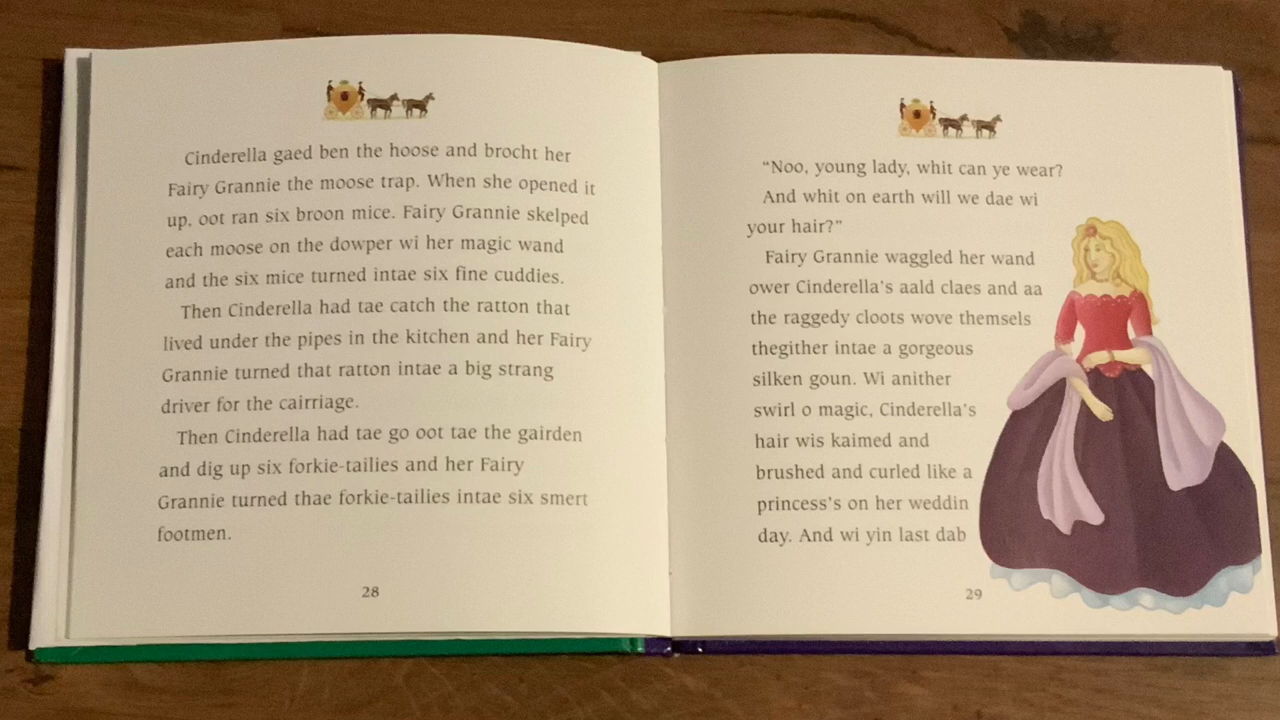 Cinderella gaed ben the hoose and brocht her
Fairy Grannie the moose trap. When she opened it
up, oot ran six broon mice. Fairy Grannie skelped
each moose on the dowper wi her magic wand
and the six mice turned intae six fine cuddies.
Then Cinderella had tae catch the ratton that
lived under the pipes in the kitchen and her Fairy
Grannie turned that ratton intae a big strang
driver for the cairriage.
Then Cinderella had tae go oot tae the gairden
and dig up six forkie-tailies and her Fairy
Grannie turned thae forkie-tailies intae six smert
footmen.
28
“Noo, young lady, whit can ye wear?
And whit on earth will we dae wi
your hair?”
Fairy Grannie waggled her wand
ower Cinderella's aald claes and aa
the raggedy cloots wove themsels
thegither intae a gorgeous
silken goun. Wi anither
swirl o magic, Cinderella's
hair wis kaimed and
brushed and curled like a
princess's on her weddin
day. And wi yin last dab
29